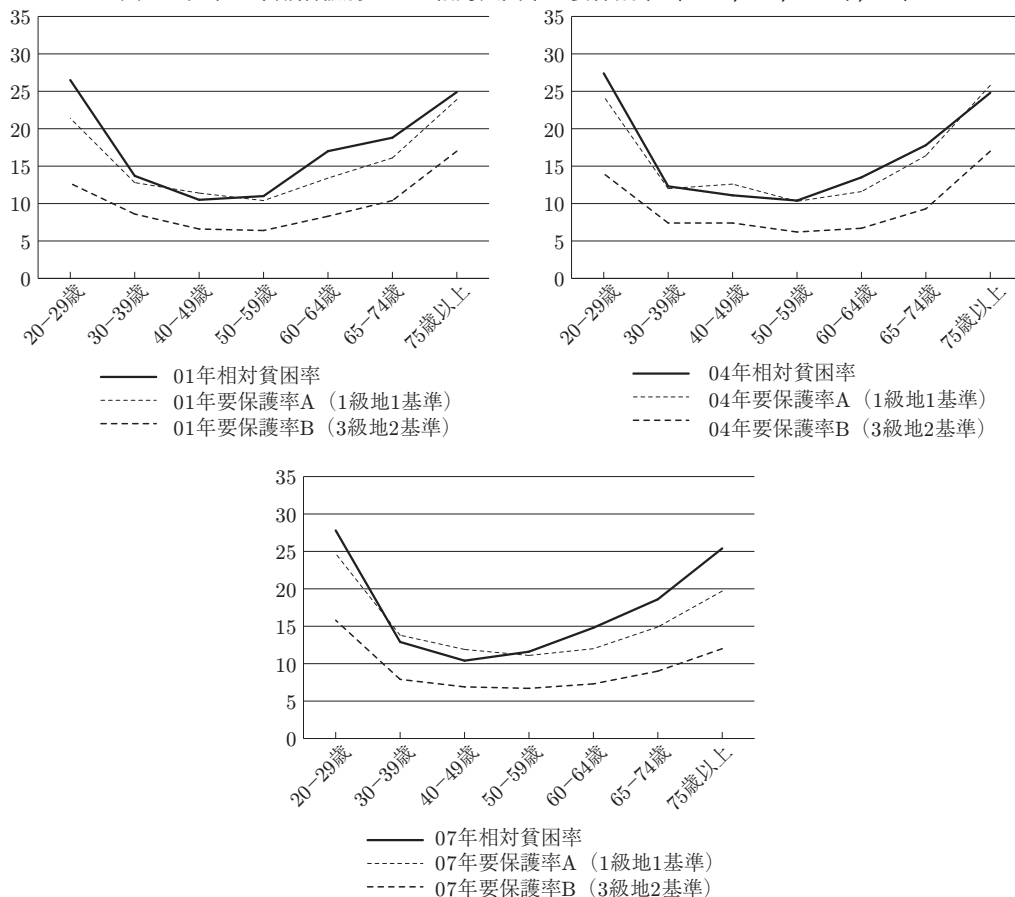 35
30
25
20
15
10
5
0
20−29歳
30−39歳
40−49歳
50−59歳
60−64歳
65−74歳
75歳以上
01年相対貧困率
01年要保護率A（1級地1基準）
01年要保護率B（3級地2基準）
35
30
25
20
15
10
5
0
20−29歳
30−39歳
40−49歳
50−59歳
60−64歳
65−74歳
75歳以上
04年相対貧困率
04年要保護率A（1級地1基準）
04年要保護率B（3級地2基準）
35
30
25
20
15
10
5
0
20−29歳
30−39歳
40−49歳
50−59歳
60−64歳
65−74歳
75歳以上
07年相対貧困率
07年要保護率A（1級地1基準）
07年要保護率B（3級地2基準）